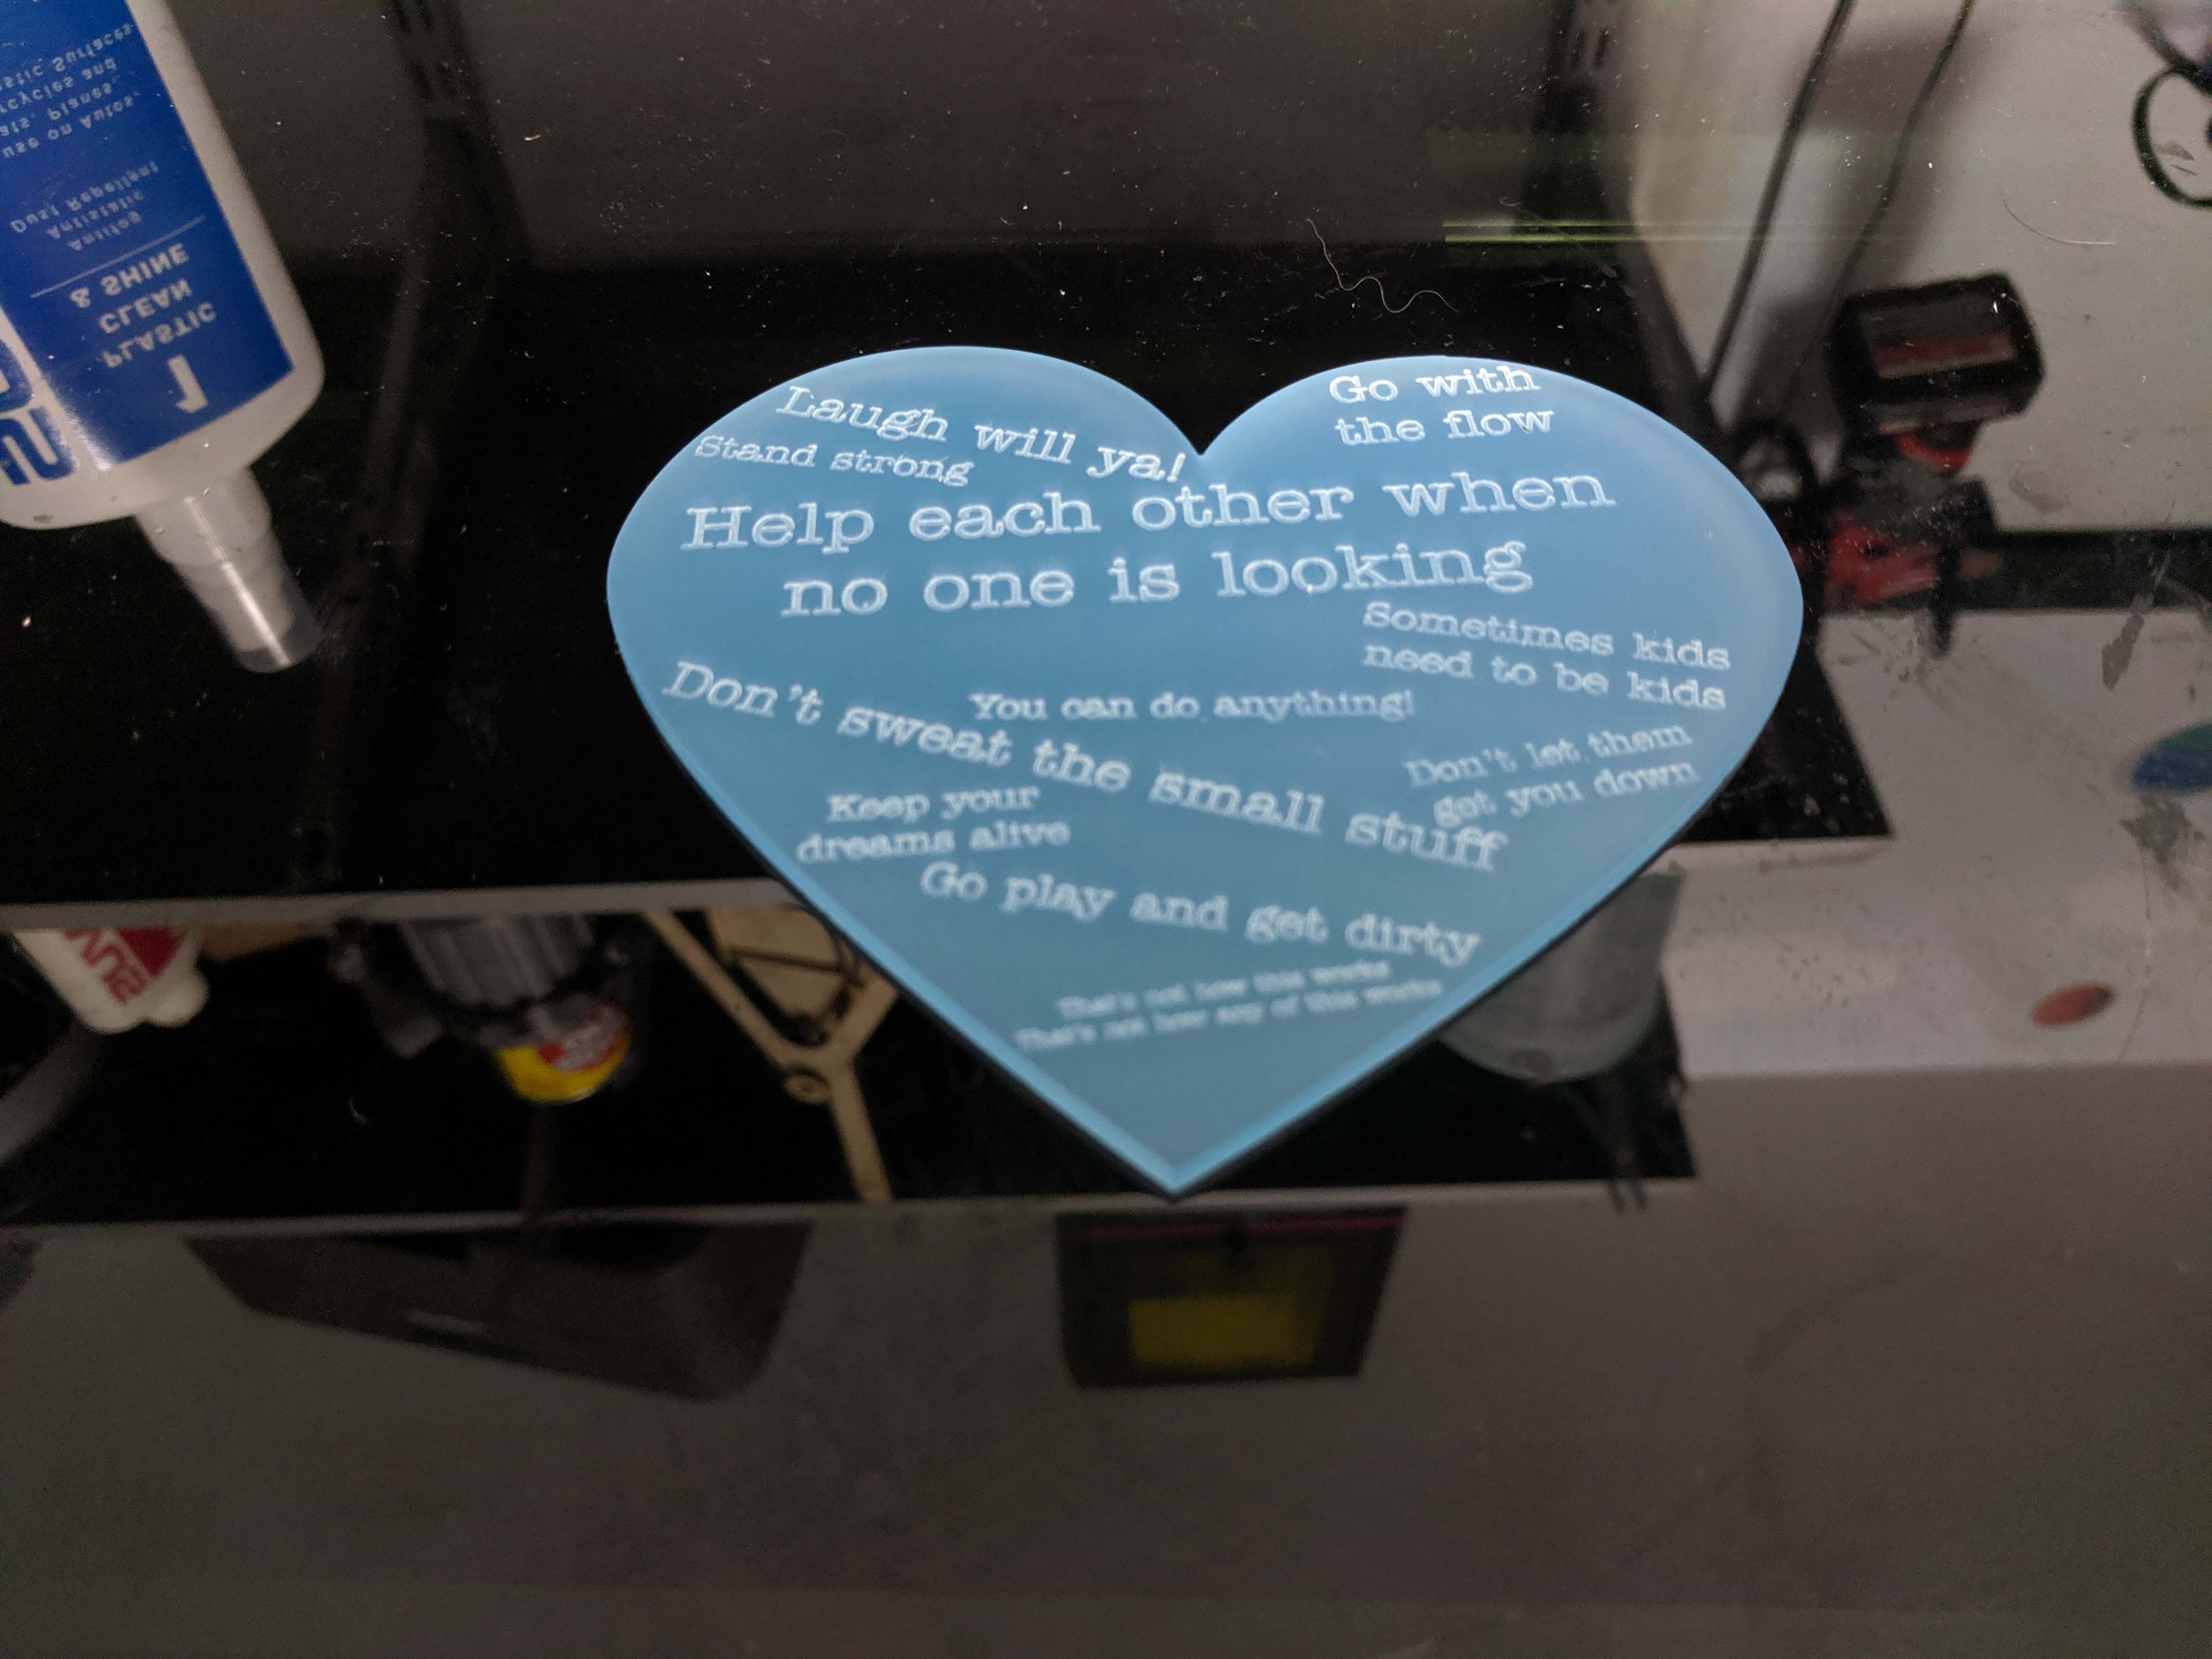 Laugh will ya!
Go with
the flow
Stand strong
Help each other when
no one is looking
Sometimes kids
need to be kids
You can do anything!
Don't sweat the small stuff
Don't let them
get you down
Keep your
dreams alive
Go play and get dirty
That's not how this works
That's not how any of this works
1
PLASTIC
CLEAN
& SHINE
Antifog
Antistatic
Dust Repellent
use on Autos,
Planes,
and
Surfaces.